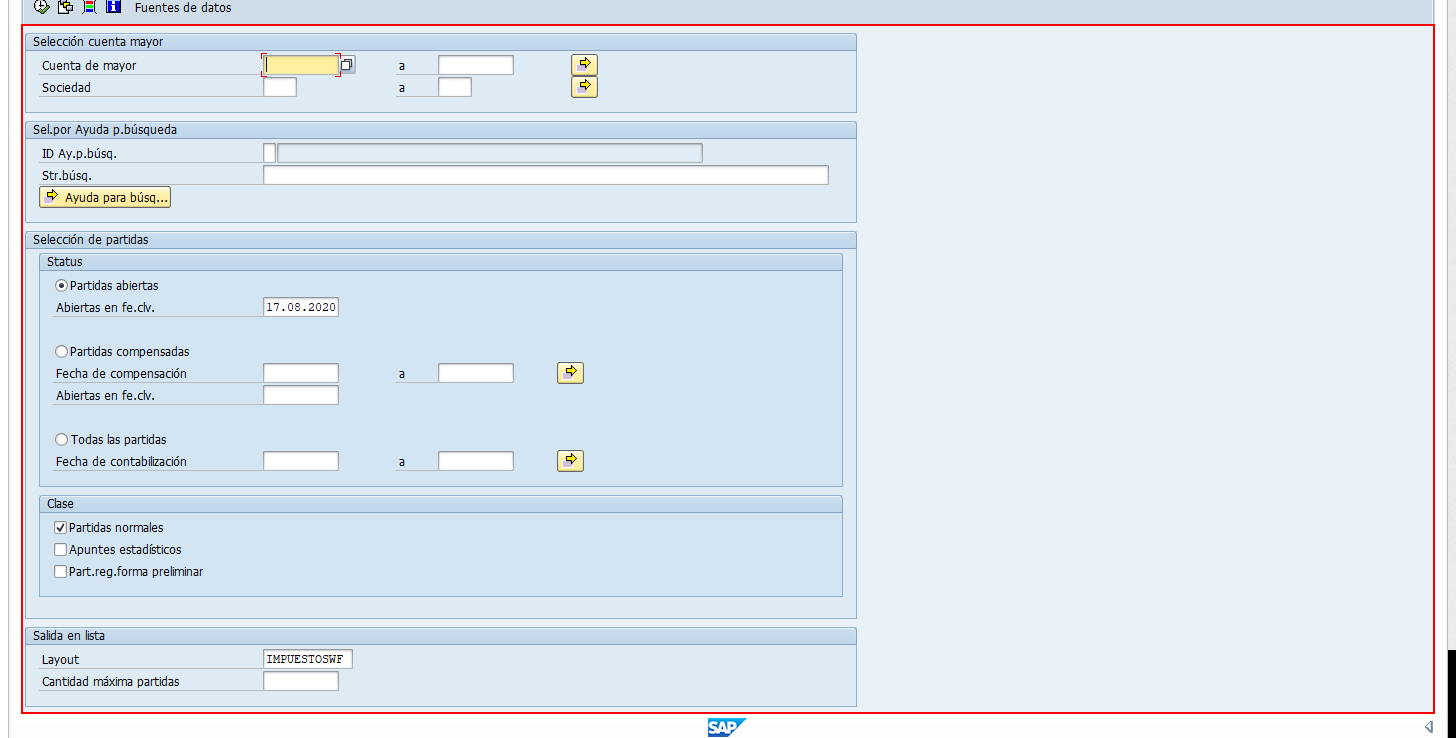 Fuentes de datos
Selección cuenta mayor
Cuenta de mayor a
Sociedad a
Sel.por Ayuda p.búsqueda
ID Ay.p.búsq.
Str.búsq.
Ayuda para búsq...
Selección de partidas
Status
Partidas abiertas
Abiertas en fe.clv. 17.08.2020
Partidas compensadas
Fecha de compensación a
Abiertas en fe.clv.
Todas las partidas
Fecha de contabilización a
Clase
Partidas normales
Apuntes estadísticos
Part.reg.forma preliminar
Salida en lista
Layout IMPUESTOSWF
Cantidad máxima partidas
SAP